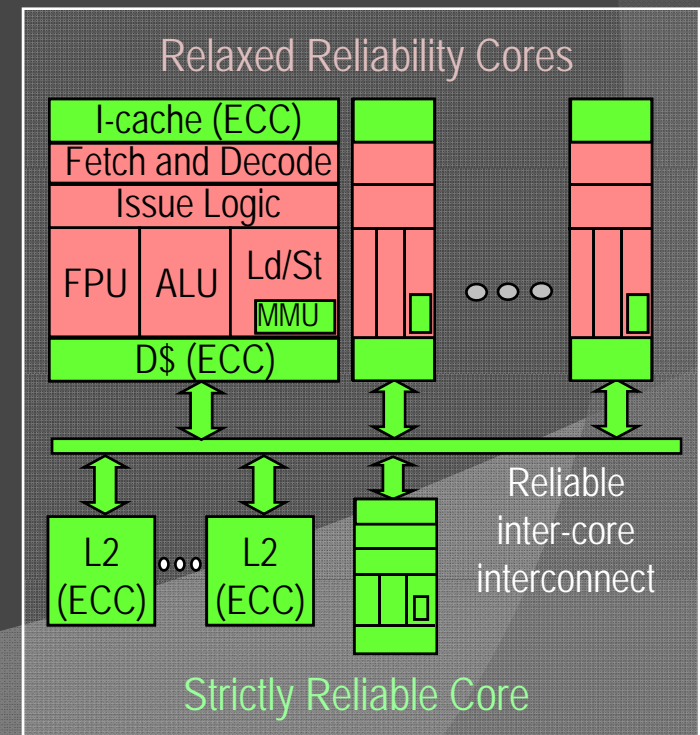 Relaxed Reliability Cores
I-cache (ECC)
Fetch and Decode
Issue Logic
FPU
ALU
Ld/St
MMU
D$ (ECC)
Reliable
inter-core
interconnect
L2
(ECC)
L2
(ECC)
Strictly Reliable Core